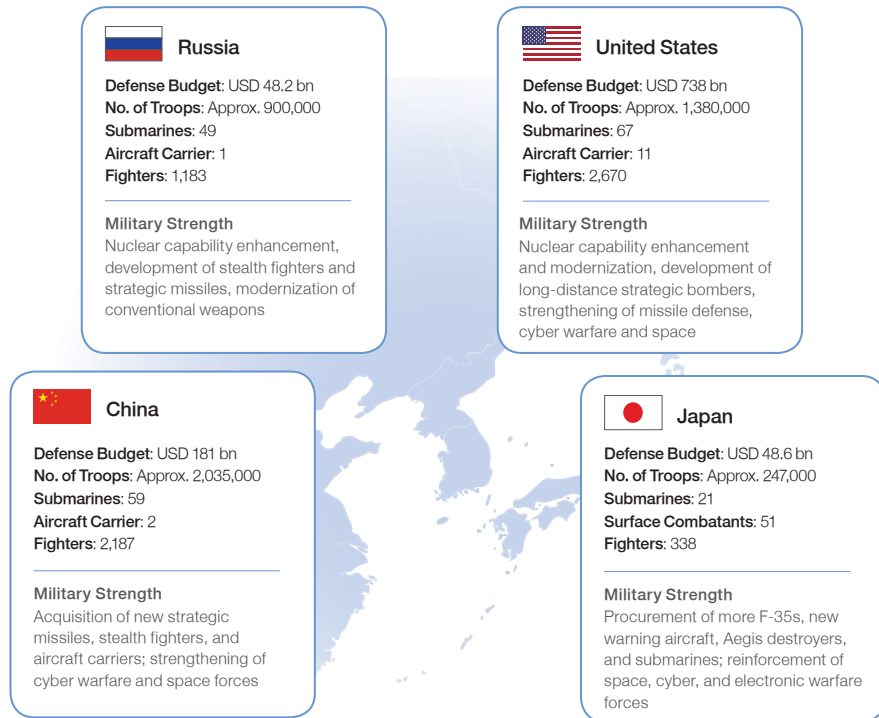 Russia
Defense Budget: USD 48.2 bn
No. of Troops: Approx. 900,000
Submarines: 49
Aircraft Carrier: 1
Fighters: 1,183
Military Strength
Nuclear capability enhancement,
development of stealth fighters and
strategic missiles, modernization of
conventional weapons
United States
Defense Budget: USD 738 bn
No. of Troops: Approx. 1,380,000
Submarines: 67
Aircraft Carrier: 11
Fighters: 2,670
Military Strength
Nuclear capability enhancement
and modernization, development of
long-distance strategic bombers,
strengthening of missile defense,
cyber warfare and space
China
Defense Budget: USD 181 bn
No. of Troops: Approx. 2,035,000
Submarines: 59
Aircraft Carrier: 2
Fighters: 2,187
Military Strength
Acquisition of new strategic
missiles, stealth fighters, and
aircraft carriers; strengthening of
cyber warfare and space forces
Japan
Defense Budget: USD 48.6 bn
No. of Troops: Approx. 247,000
Submarines: 21
Surface Combatants: 51
Fighters: 338
Military Strength
Procurement of more F-35s, new
warning aircraft, Aegis destroyers,
and submarines; reinforcement of
space, cyber, and electronic warfare
forces